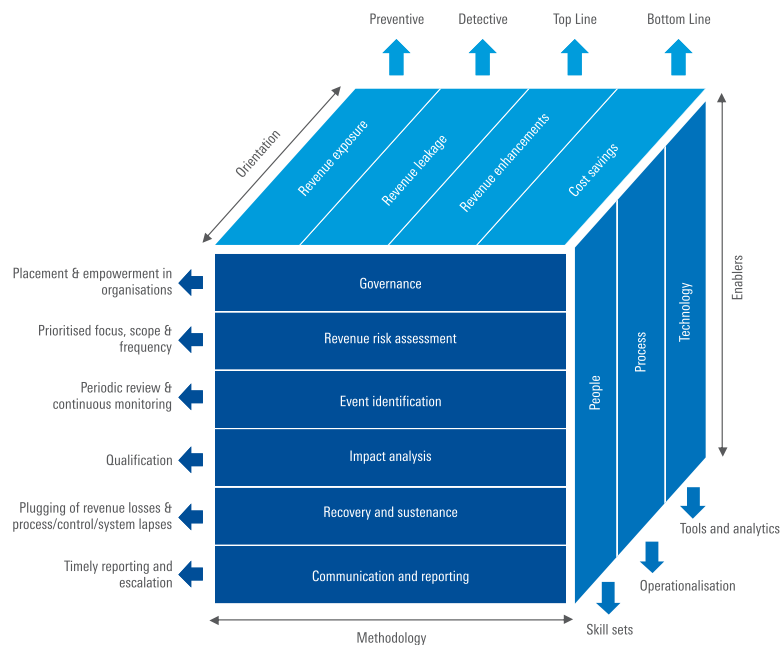 Preventive
Detective
Top Line
Bottom Line
Orientation
Revenue exposure
Revenue leakage
Revenue enhancements
Cost savings
Enablers
Placement & empowerment in
organisations
Governance
Prioritised focus, scope &
frequency
Revenue risk assessment
Periodic review &
continuous monitoring
Event identification
Qualification
Impact analysis
Plugging of revenue losses &
process/control/system lapses
Recovery and sustenance
Timely reporting and
escalation
Communication and reporting
People
Process
Technology
Tools and analytics
Operationalisation
Skill sets
Methodology